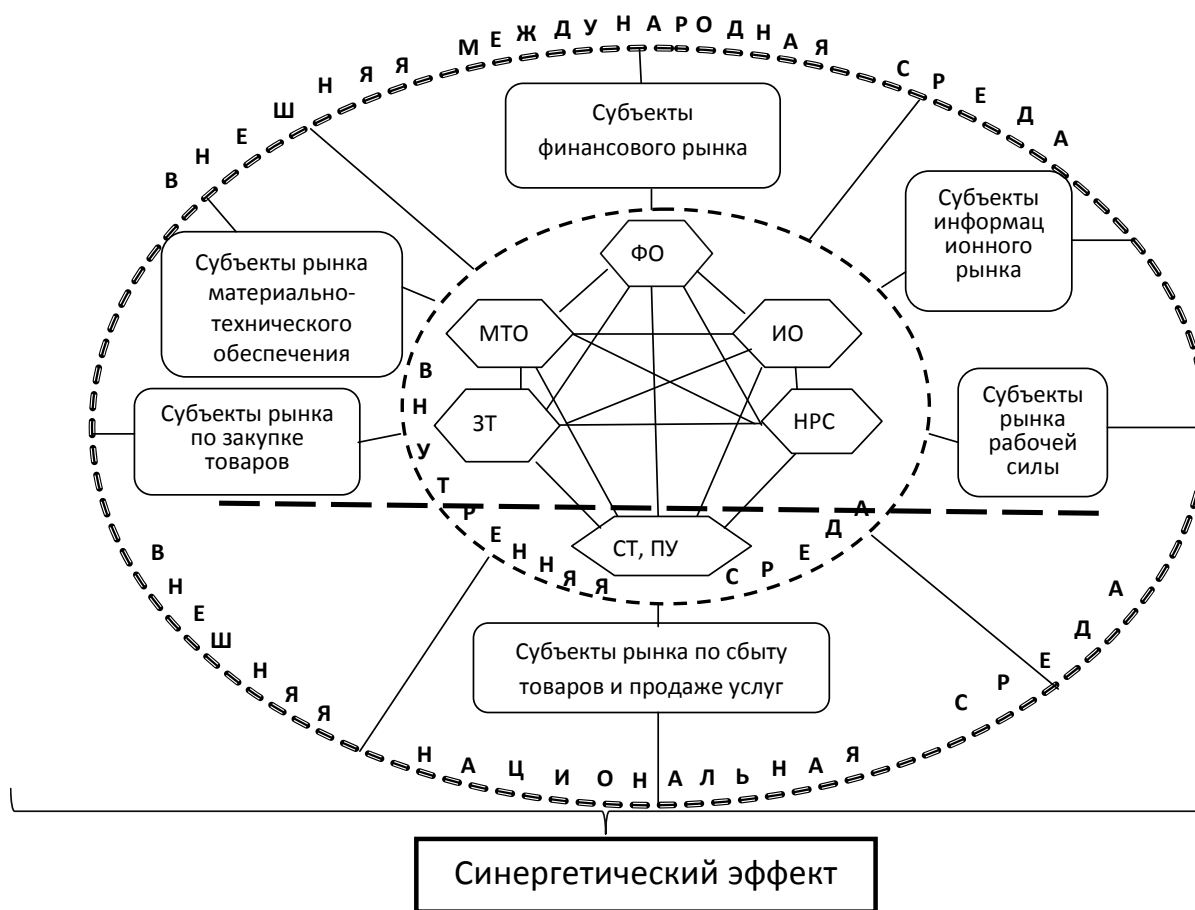 ВНЕШНЯЯ МЕЖДУНАРОДНАЯ СРЕДА
Субъекты
финансового рынка
Субъекты
информац
ионного
рынка
Субъекты рынка
материально-
технического
обеспечения
ФО
МТО
ИО
ЗТ
НРС
СТ, ПУ
Субъекты рынка
по закупке
товаров
Субъекты
рынка
рабочей
силы
ВНУТРЕННЯЯ СРЕДА
Субъекты рынка по сбыту
товаров и продаже услуг
ВНЕШНЯЯ НАЦИОНАЛЬНАЯ СРЕДА
Синергетический эффект